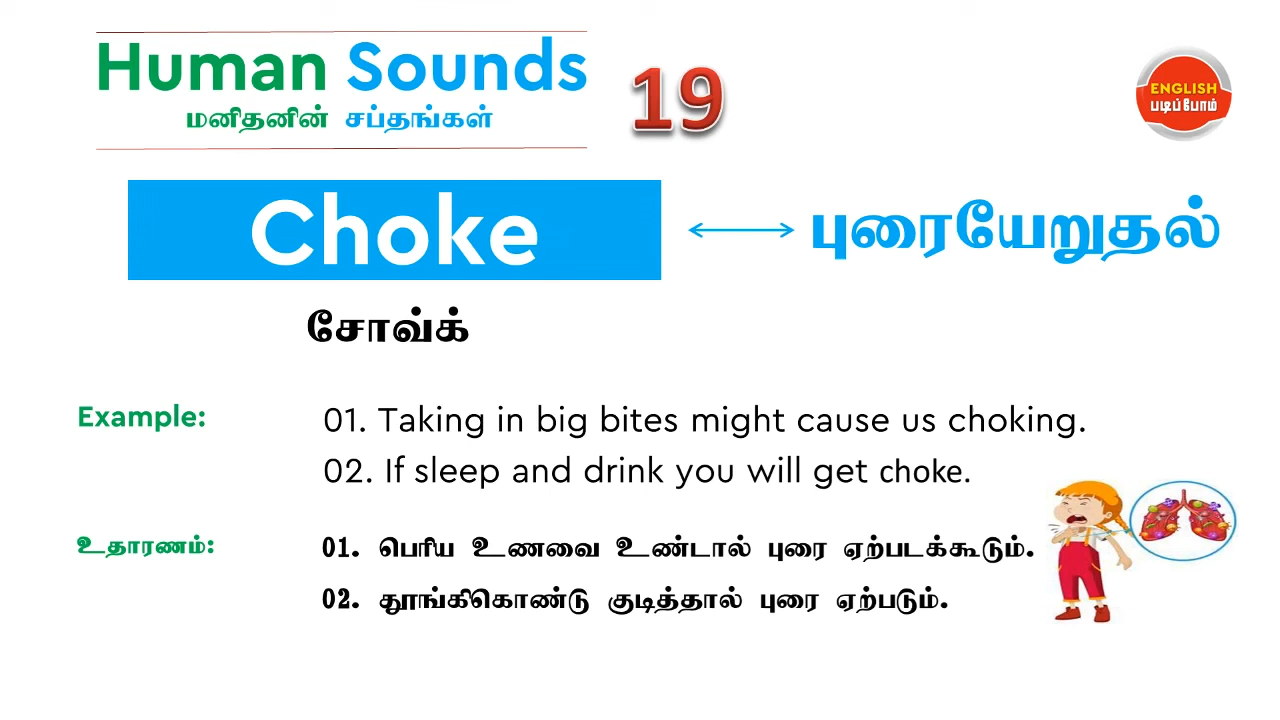 Human Sounds
மனிதனின் சப்தங்கள்
19
ENGLISH
படிப்போம்
Choke
புரையேறுதல்
சோவ்க்
Example:
01. Taking in big bites might cause us choking.
02. If sleep and drink you will get choke.
உதாரணம்:
01. பெரிய உணவை உண்டால் புரை ஏற்படக்கூடும்.
02. தூங்கிகொண்டு குடித்தால் புரை ஏற்படும்.